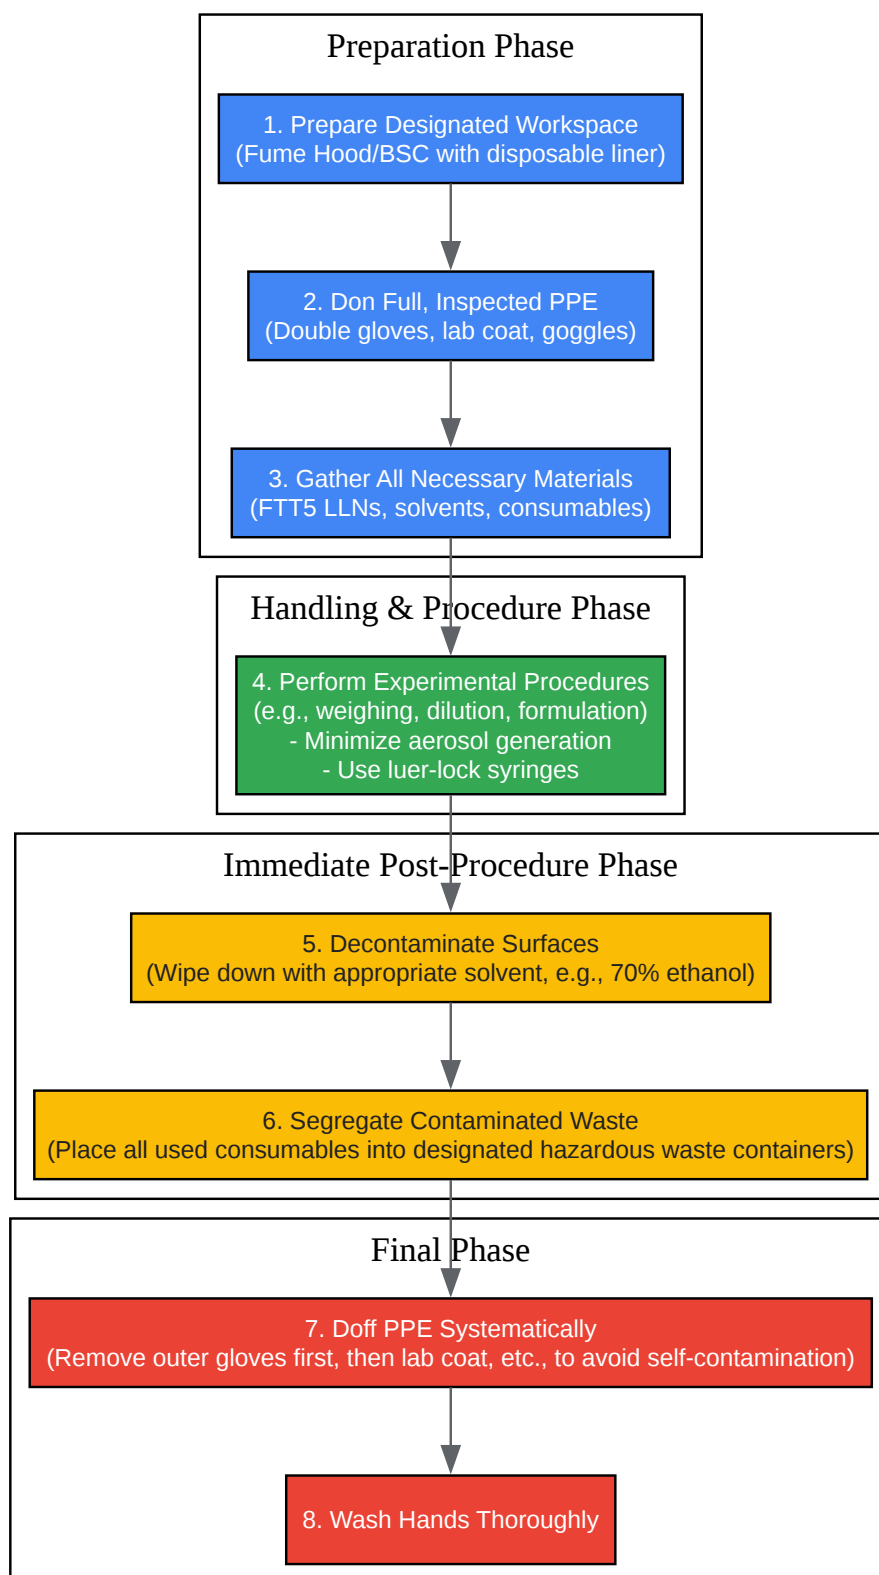 Preparation Phase
1. Prepare Designated Workspace
(Fume Hood/BSC with disposable liner)
2. Don Full, Inspected PPE
(Double gloves, lab coat, goggles)
3. Gather All Necessary Materials
(FTT5 LLNs, solvents, consumables)
Handling & Procedure Phase
4. Perform Experimental Procedures
(e.g., weighing, dilution, formulation)
- Minimize aerosol generation
- Use luer-lock syringes
Immediate Post-Procedure Phase
5. Decontaminate Surfaces
(Wipe down with appropriate solvent, e.g., 70% ethanol)
6. Segregate Contaminated Waste
(Place all used consumables into designated hazardous waste containers)
Final Phase
7. Doff PPE Systematically
(Remove outer gloves first, then lab coat, etc., to avoid self-contamination)
8. Wash Hands Thoroughly